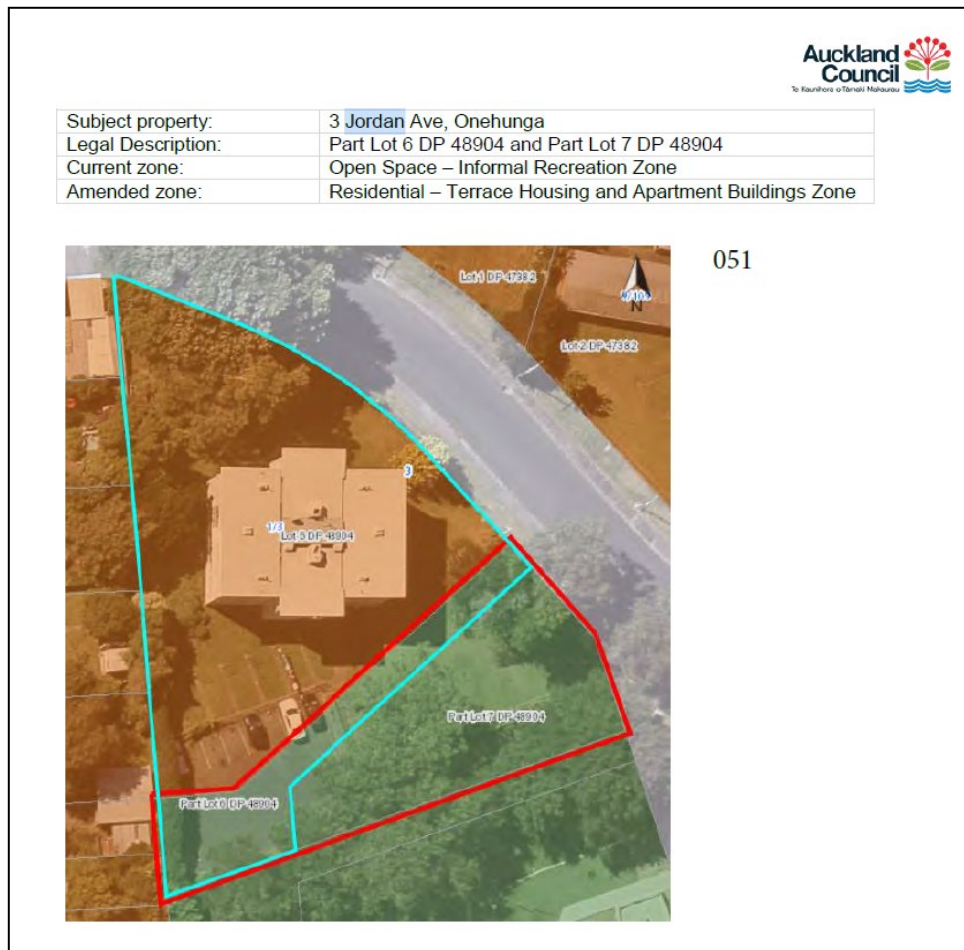 Auckland
Council
Te Kaunihera o Tāmaki Makaurau
Subject property: 3 Jordan Ave, Onehunga
Legal Description: Part Lot 6 DP 48904 and Part Lot 7 DP 48904
Current zone: Open Space – Informal Recreation Zone
Amended zone: Residential – Terrace Housing and Apartment Buildings Zone
051
Lot 1 DP 47382
N
Lot 2 DP 47382
3
1/3
Lot 5 DP 48904
Part Lot 7 DP 48904
Part Lot 6 DP 48904